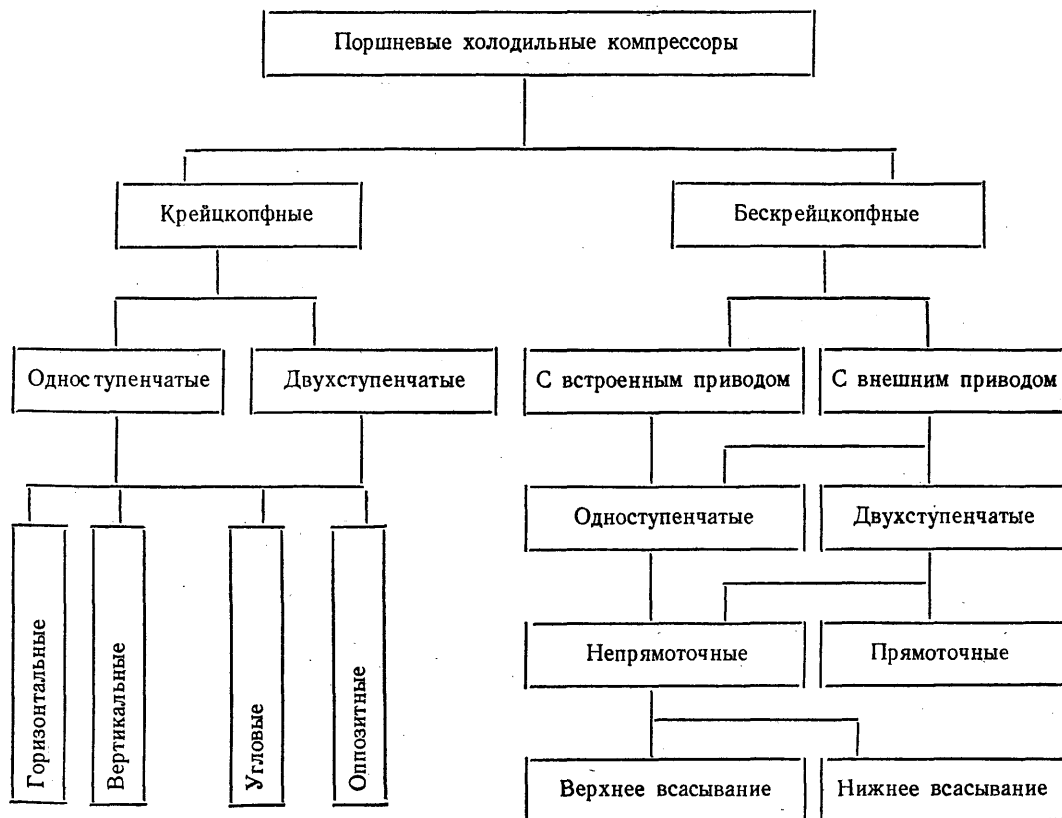 Поршневые холодильные компрессоры
Крейцкопфные
Бескрейцкопфные
Одноступенчатые
Двухступенчатые
С встроенным приводом
С внешним приводом
Одноступенчатые
Двухступенчатые
Непрямоточные
Прямоточные
Горизонтальные
Вертикальные
Угловые
Оппозитные
Верхнее всасывание
Нижнее всасывание